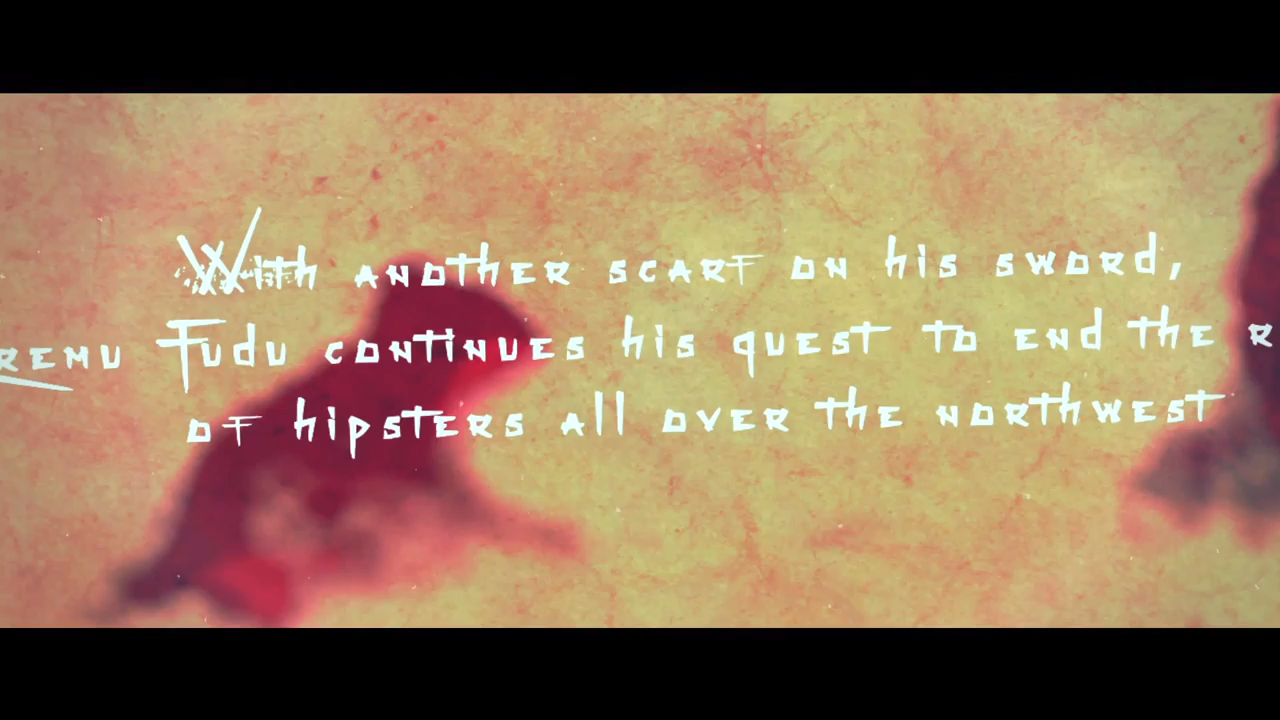 With another scarf on his sword,
remu Fudu continues his quest to end the r
of hipsters all over the northwest